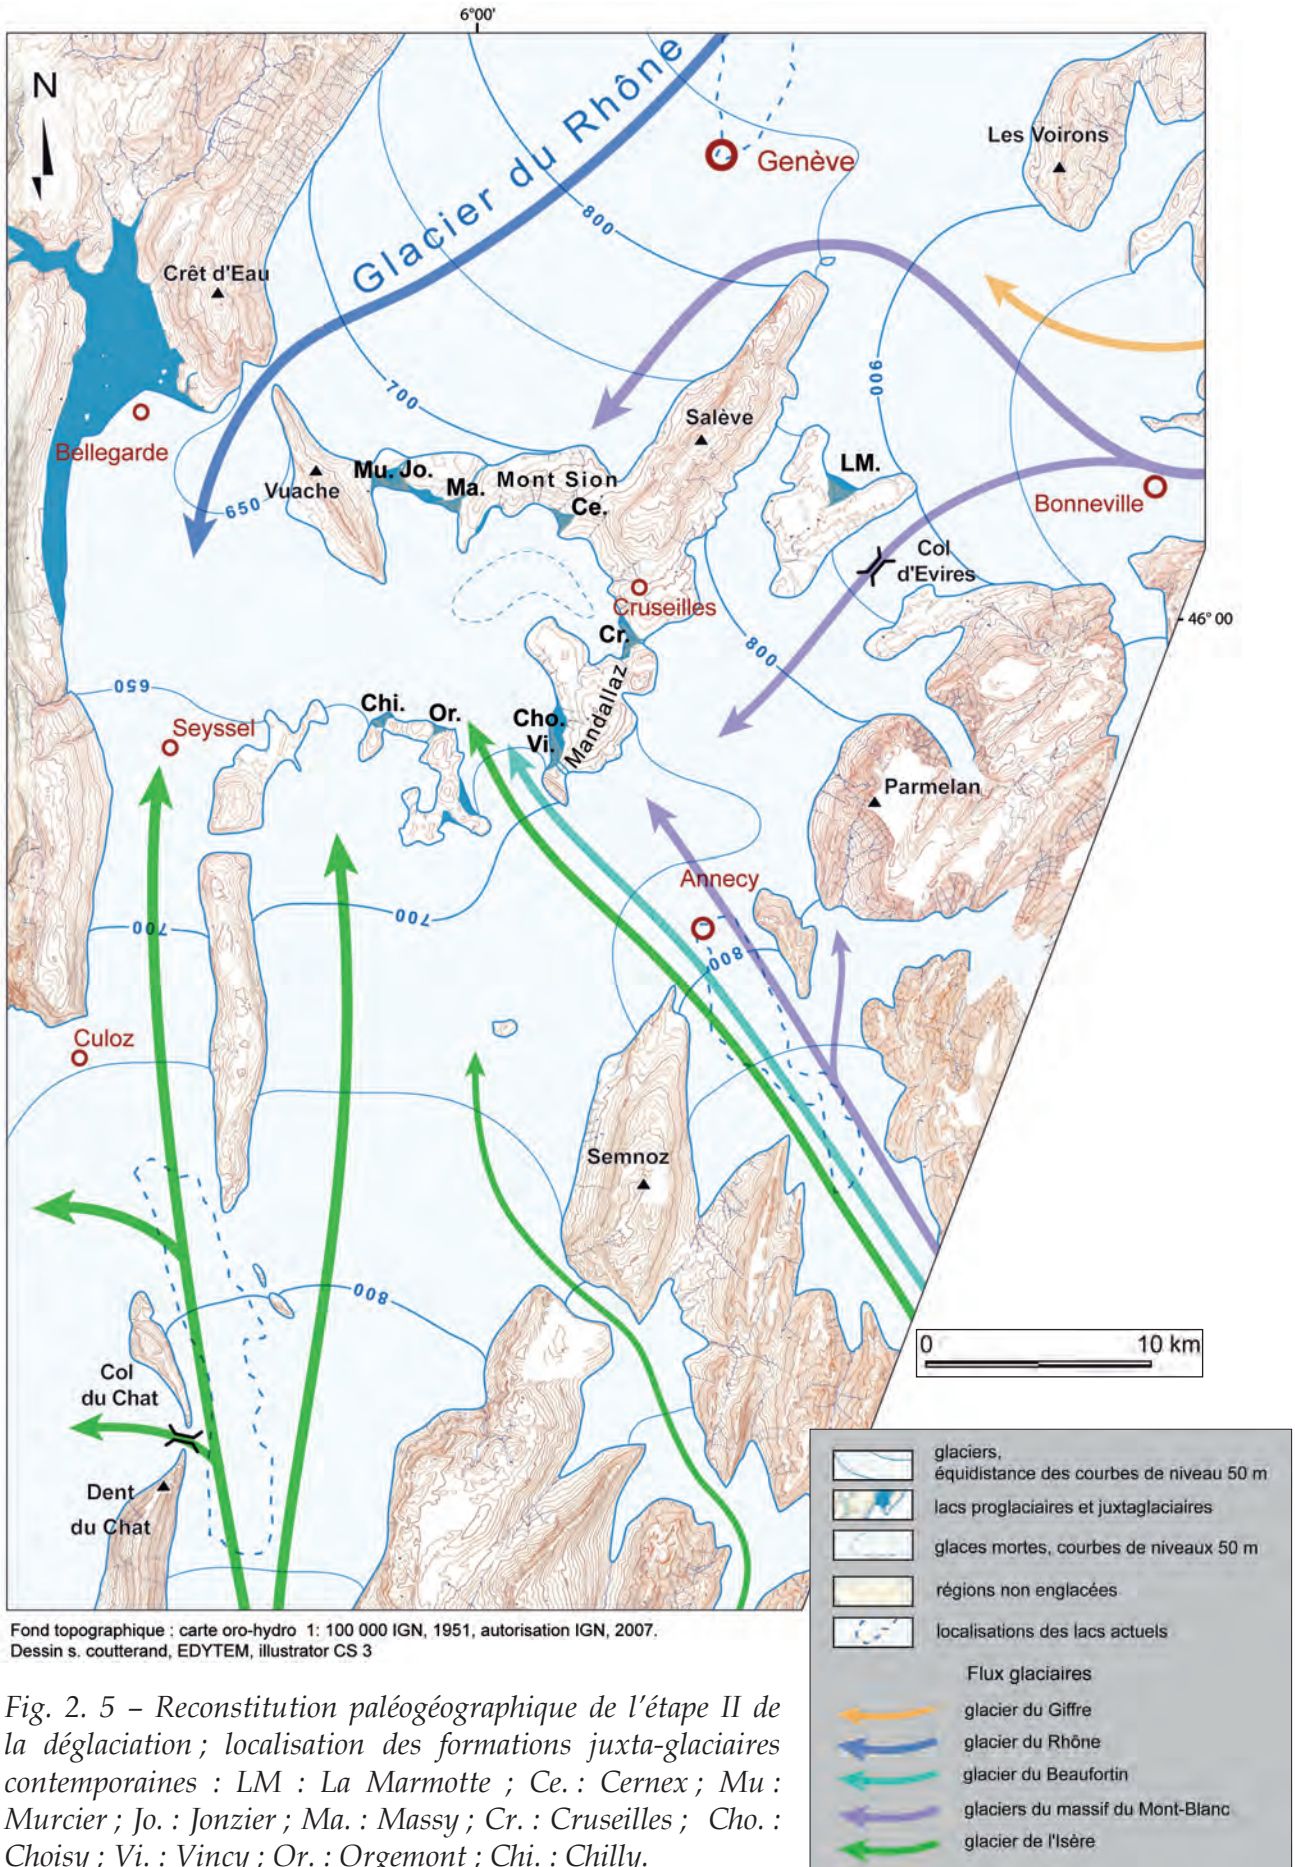 6°00'
N
Glacier du Rhône
Genève
Les Voirons
800
Crêt d'Eau
900
700
Salève
Bellegarde
Mu. Jo.
Ma.
Mont Sion
LM.
Vuache
650
Ce.
Bonneville
Col
d'Evires
Cruseilles
46° 00
Cr.
800
650
Chi.
Or.
Cho.
Vi.
Mandallaz
Seyssel
Parmelan
Annecy
700
700
800
Culoz
Semnoz
800
0
10 km
Col
du Chat
Dent
du Chat
glaciers,
équidistance des courbes de niveau 50 m
lacs proglaciaires et juxtaglaciaires
glaces mortes, courbes de niveaux 50 m
régions non englacées
localisations des lacs actuels
Flux glaciaires
glacier du Giffre
glacier du Rhône
glacier du Beaufortin
glaciers du massif du Mont-Blanc
glacier de l'Isère
Fond topographique : carte oro-hydro 1: 100 000 IGN, 1951, autorisation IGN, 2007.
Dessin s. coutterand, EDYTEM, illustrator CS 3
Fig. 2. 5 – Reconstitution paléogéographique de l'étape II de
la déglaciation ; localisation des formations juxta-glaciaires
contemporaines : LM : La Marmotte ; Ce. : Cernex ; Mu :
Murcier ; Jo. : Jonzier ; Ma. : Massy ; Cr. : Cruseilles ; Cho. :
Choisy ; Vi. : Vincy ; Or. : Orgemont ; Chi. : Chilly.